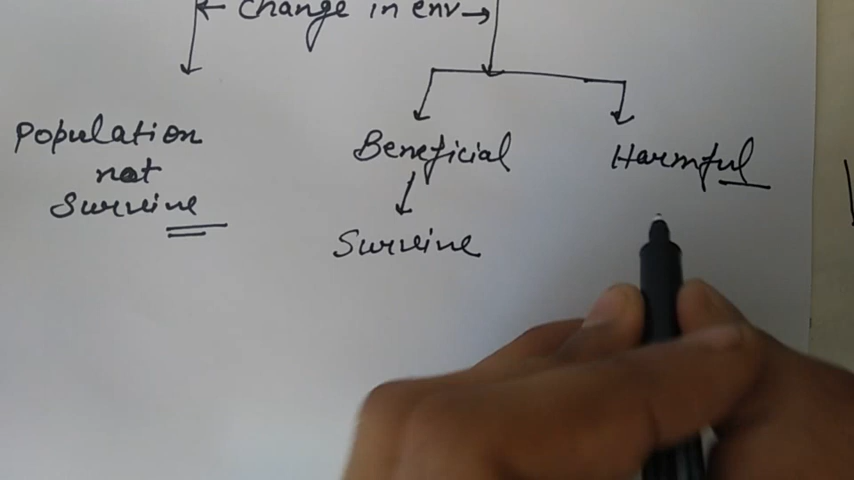 ← Change in env →
Population
not
Survive
Beneficial
Survive
Harmful